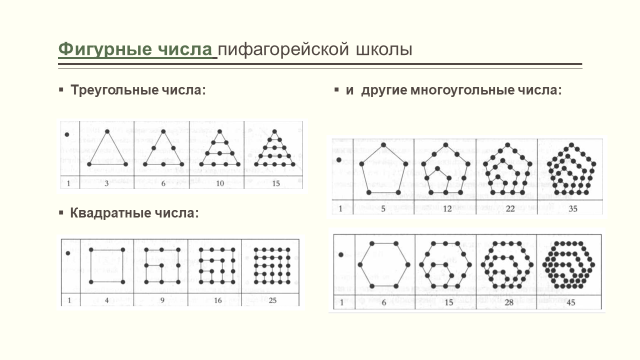 Фигурные числа пифагорейской школы
▪ Треугольные числа:
1 3 6 10 15
▪ Квадратные числа:
1 4 9 16 25
▪ и другие многоугольные числа:
1 5 12 22 35
1 6 15 28 45